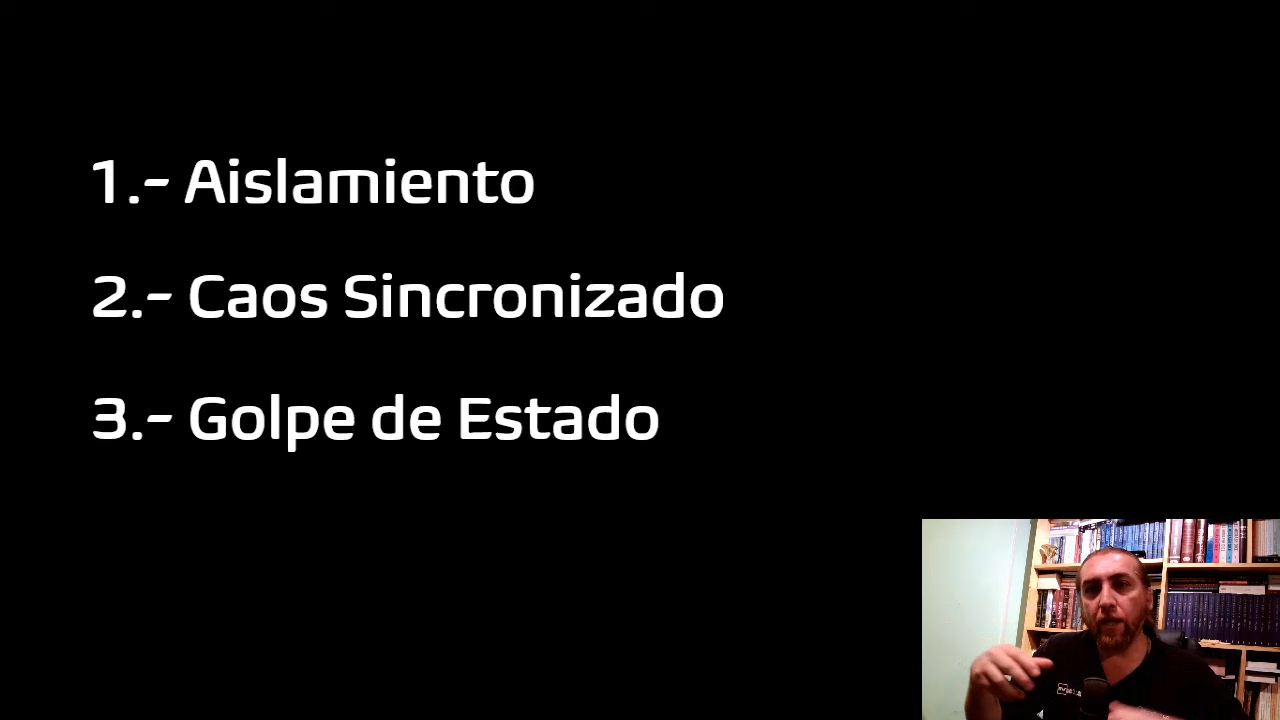 1.- Aislamiento
2.- Caos Sincronizado
3.- Golpe de Estado